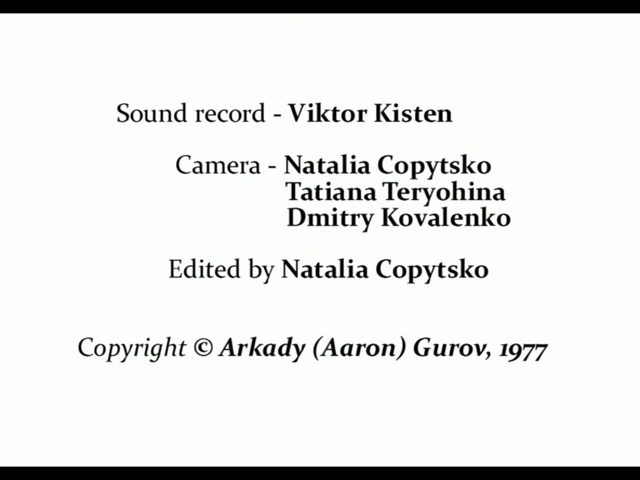 Sound record - Viktor Kisten
Camera - Natalia Copytsko
Tatiana Teryohina
Dmitry Kovalenko
Edited by Natalia Copytsko
Copyright © Arkady (Aaron) Gurov, 1977